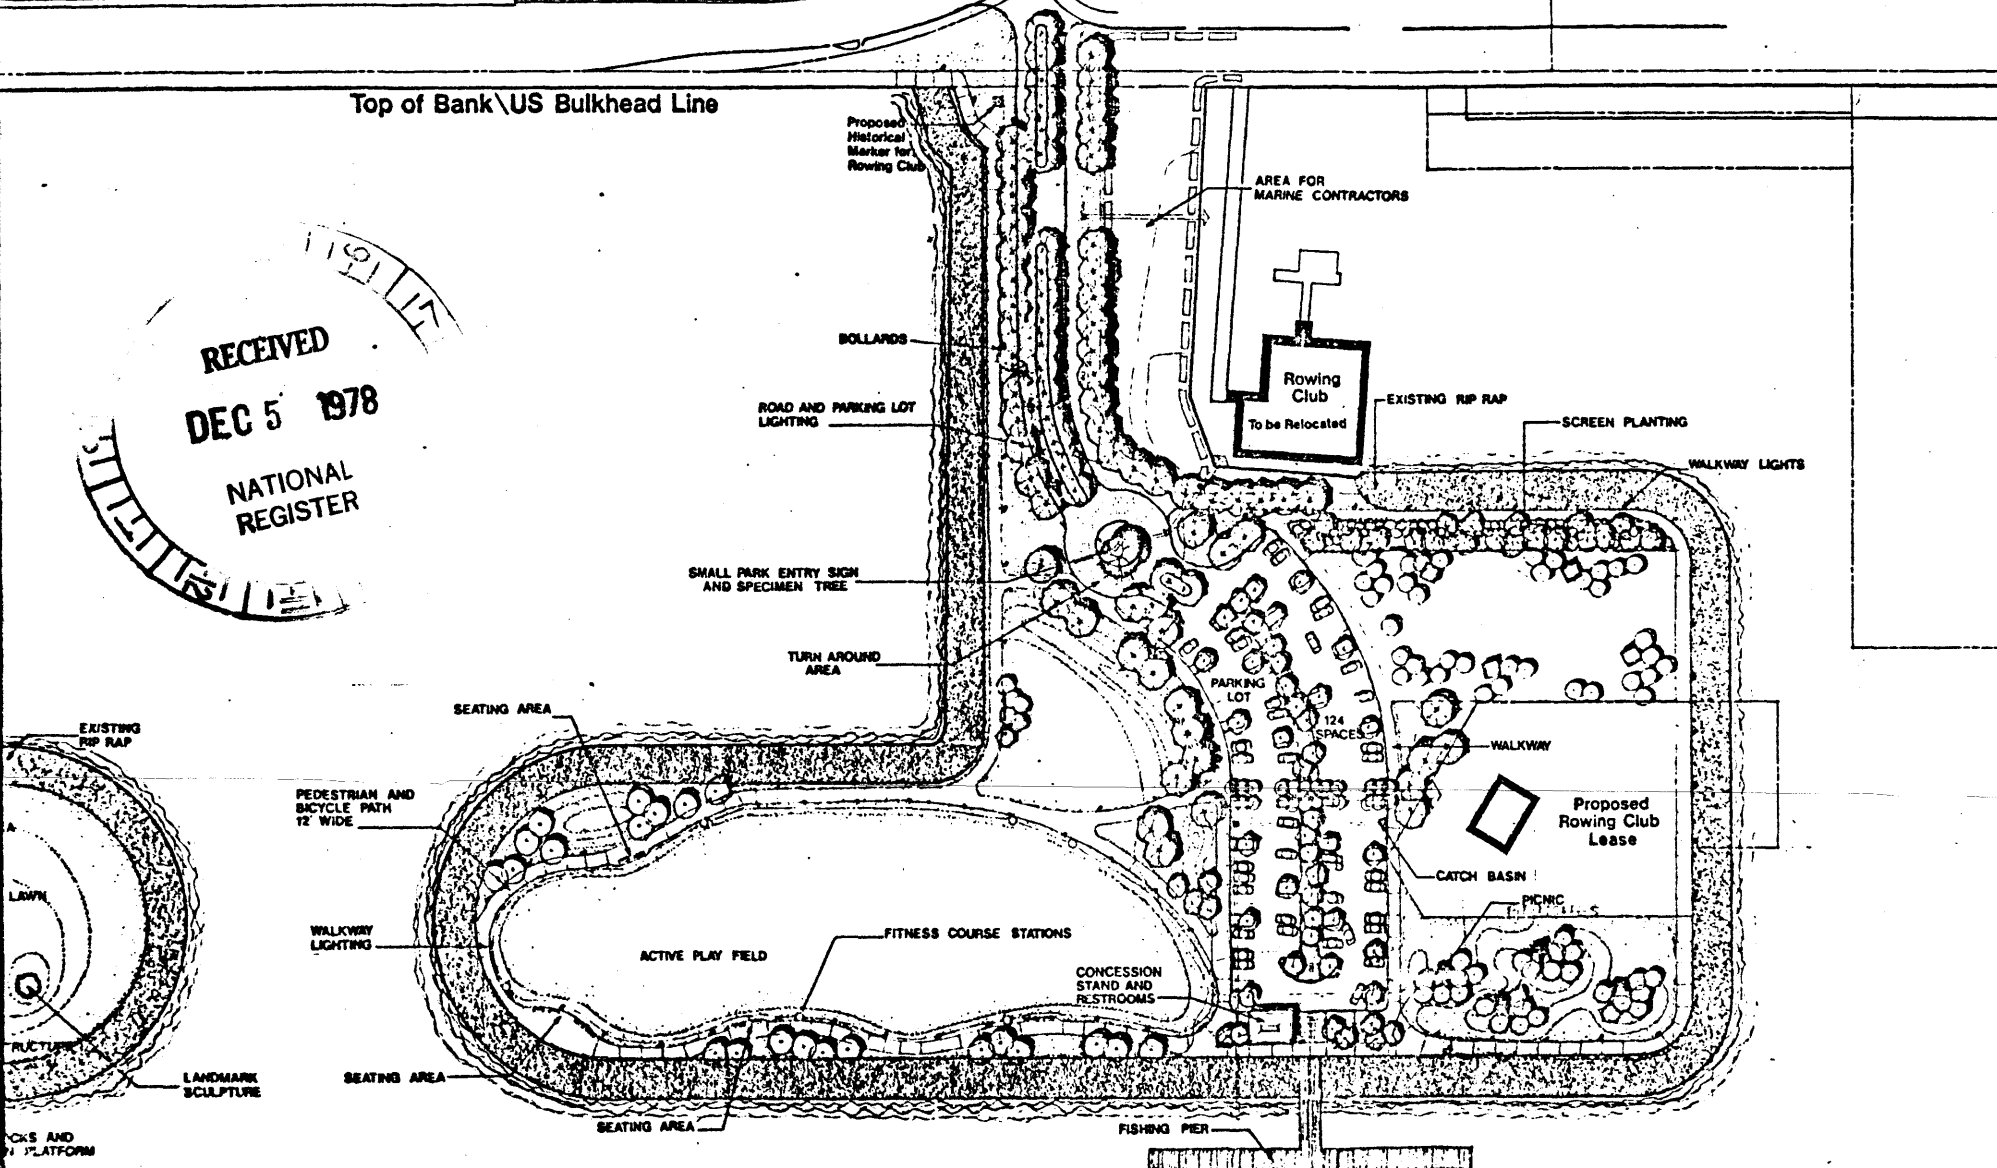 Top of Bank\US Bulkhead Line
Proposed
Historical
Marker for
Rowing Club
AREA FOR
MARINE CONTRACTORS
RECEIVED
DEC 5 1978
NATIONAL
REGISTER
BOLLARDS
ROAD AND PARKING LOT
LIGHTING
Rowing
Club
To be Relocated
EXISTING RIP RAP
SCREEN PLANTING
WALKWAY LIGHTS
SMALL PARK ENTRY SIGN
AND SPECIMEN TREE
TURN AROUND
AREA
PARKING
LOT
124
SPACES
SEATING AREA
EXISTING
RIP RAP
WALKWAY
PEDESTRIAN AND
BICYCLE PATH
12' WIDE
Proposed
Rowing Club
Lease
CATCH BASIN
PICNIC
LAWN
WALKWAY
LIGHTING
ACTIVE PLAY FIELD
FITNESS COURSE STATIONS
CONCESSION
STAND AND
RESTROOMS
RUCTURE
LANDMARK
SCULPTURE
SEATING AREA
SEATING AREA
FISHING PIER
CKS AND
N PLATFORM